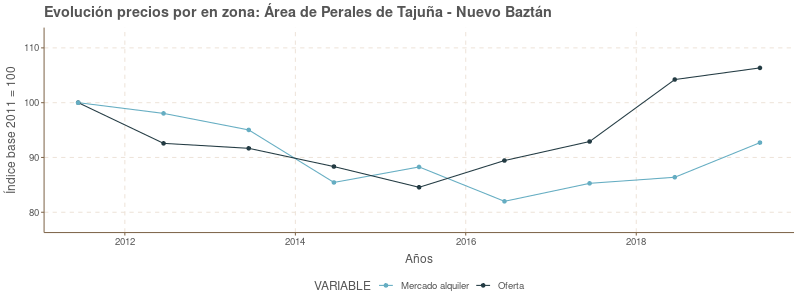 Evolución precios por en zona: Área de Perales de Tajuña - Nuevo Baztán
Índice base 2011 = 100
110
100
90
80
2012 2014 2016 2018
Años
VARIABLE Mercado alquiler Oferta